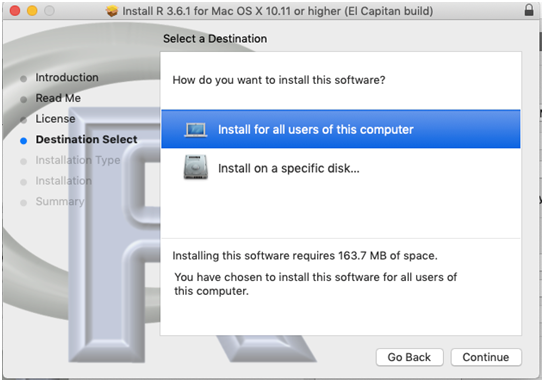 Install R 3.6.1 for Mac OS X 10.11 or higher (El Capitan build)
Select a Destination
Introduction
Read Me
License
Destination Select
Installation Type
Installation
Summary
How do you want to install this software?
Install for all users of this computer
Install on a specific disk...
Installing this software requires 163.7 MB of space.
You have chosen to install this software for all users of
this computer.
Go Back
Continue